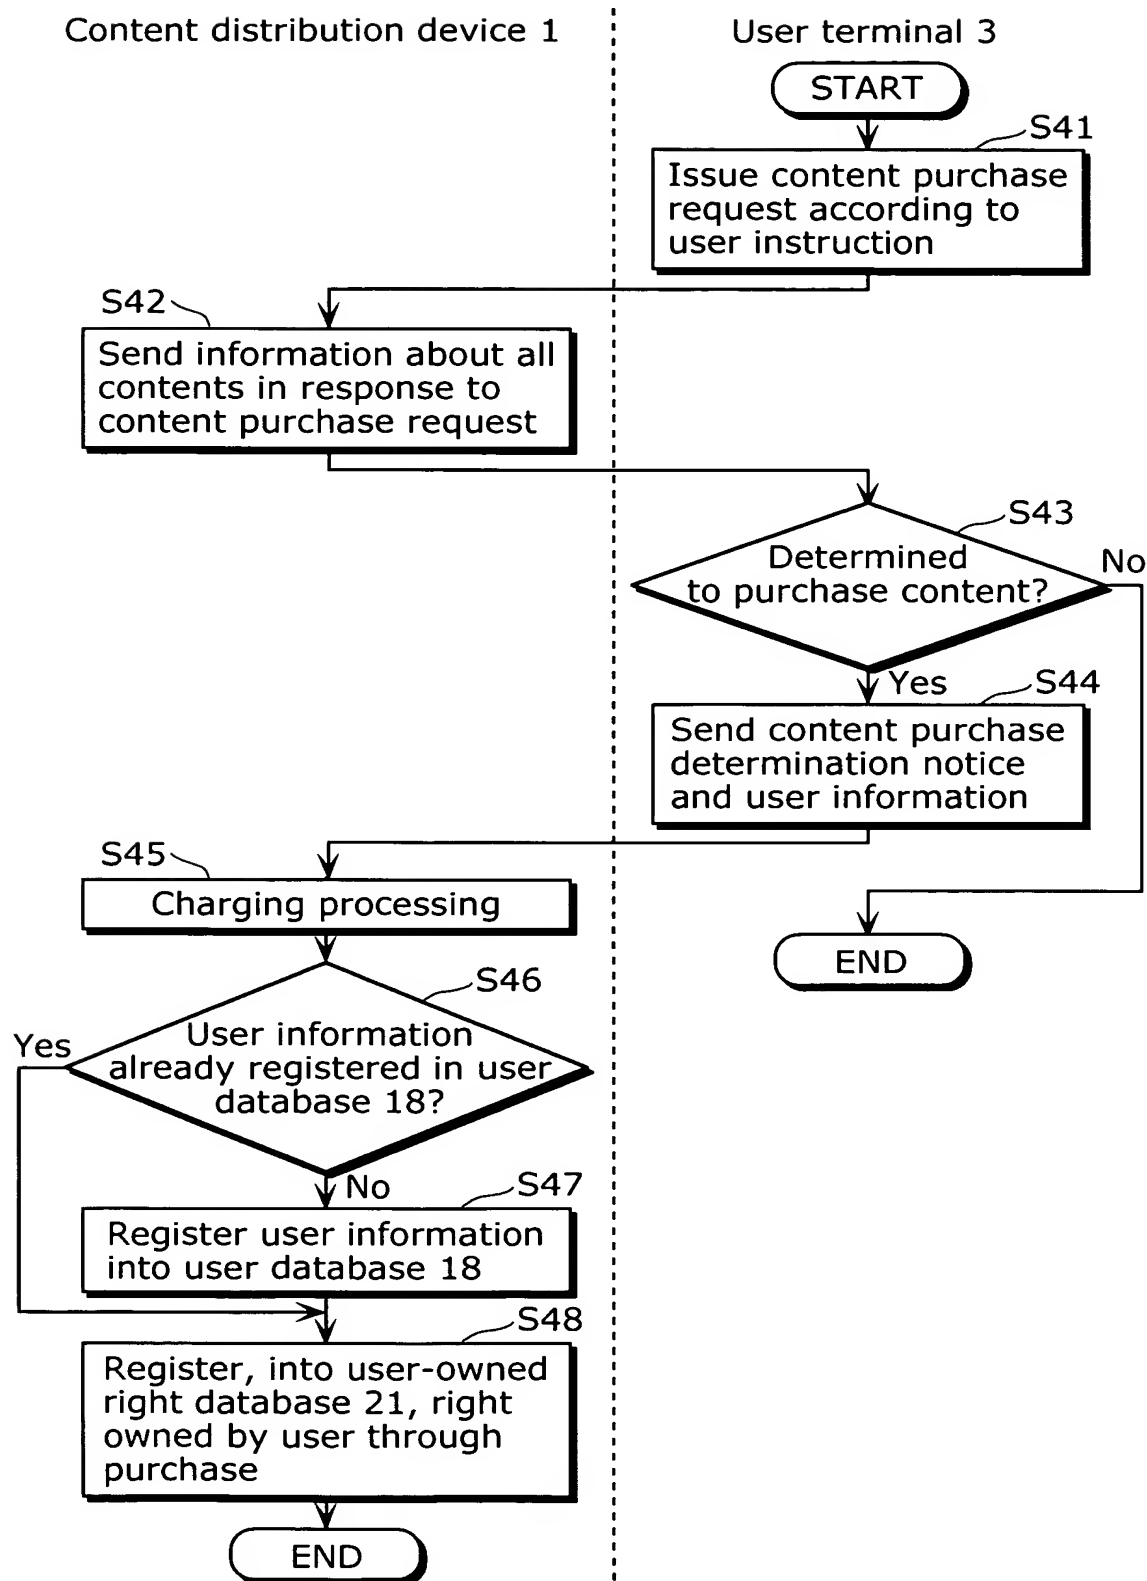 Content distribution device 1
User terminal 3
START
S41
Issue content purchase
request according to
user instruction
S42
Send information about all
contents in response to
content purchase request
S43
Determined
to purchase content?
No
Yes
S44
Send content purchase
determination notice
and user information
S45
Charging processing
END
S46
User information
already registered in user
database 18?
Yes
No
S47
Register user information
into user database 18
S48
Register, into user-owned
right database 21, right
owned by user through
purchase
END